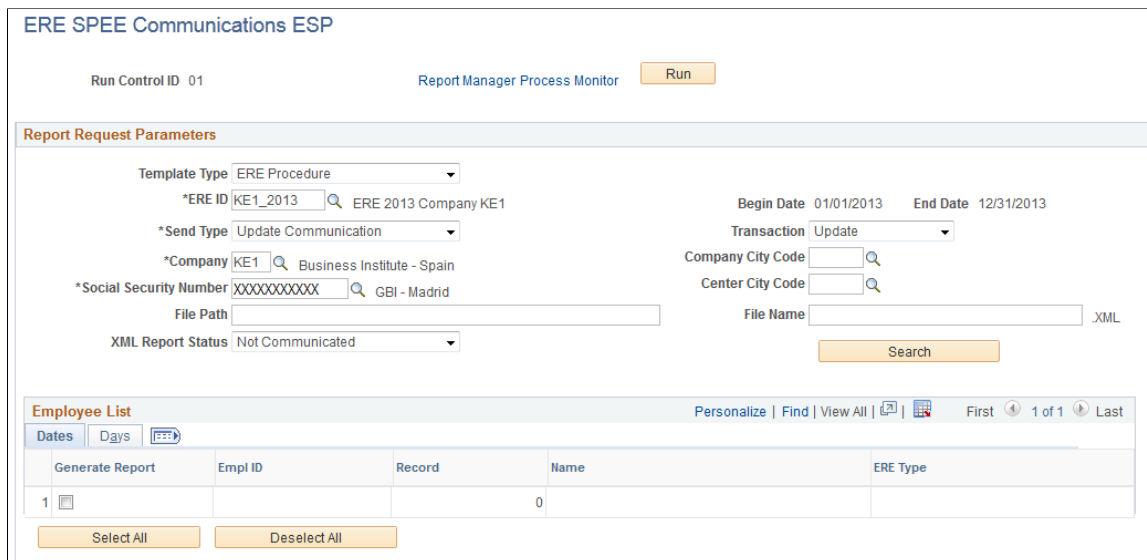 ERE SPEE Communications ESP
Run Control ID 01 Report Manager Process Monitor Run
Report Request Parameters
Template Type ERE Procedure
*ERE ID KE1_2013 ERE 2013 Company KE1 Begin Date 01/01/2013 End Date 12/31/2013
*Send Type Update Communication Transaction Update
*Company KE1 Business Institute - Spain Company City Code
*Social Security Number XXXXXXXXXXX GBI - Madrid Center City Code
File Path File Name .XML
XML Report Status Not Communicated Search
Employee List Personalize | Find | View All | | First 1 of 1 Last
Dates Days
Generate Report Empl ID Record Name ERE Type
1 0
Select All Deselect All